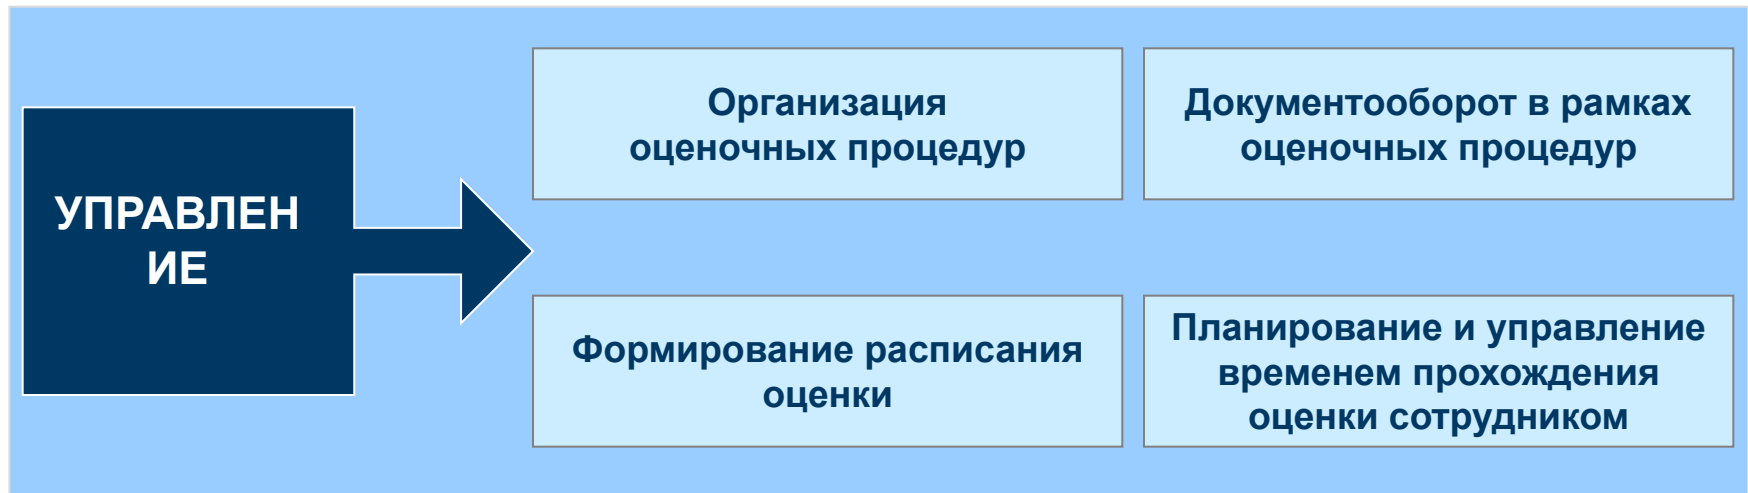 УПРАВЛЕН
ИЕ
Организация
оценочных процедур
Документооборот в рамках
оценочных процедур
Формирование расписания
оценки
Планирование и управление
временем прохождения
оценки сотрудником